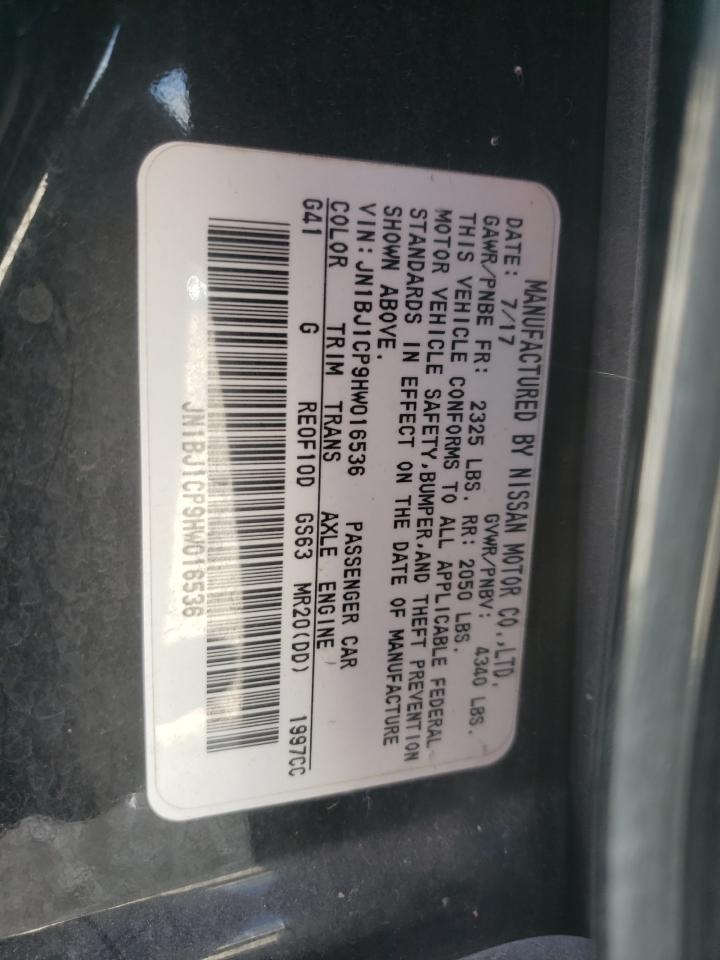 MANUFACTURED BY NISSAN MOTOR CO.,LTD.
DATE: 7/17 GVWR/PNBV: 4340 LBS.
GAWR/PNBE FR: 2325 LBS. RR: 2050 LBS.
THIS VEHICLE CONFORMS TO ALL APPLICABLE FEDERAL
MOTOR VEHICLE SAFETY,BUMPER,AND THEFT PREVENTION
STANDARDS IN EFFECT ON THE DATE OF MANUFACTURE
SHOWN ABOVE.
VIN:JN1BJ1CP9HW016536 PASSENGER CAR
COLOR TRIM TRANS AXLE ENGINE
G41 G RE0F10D GS63 MR20(DD) 1997CC
JN1BJ1CP9HW016536